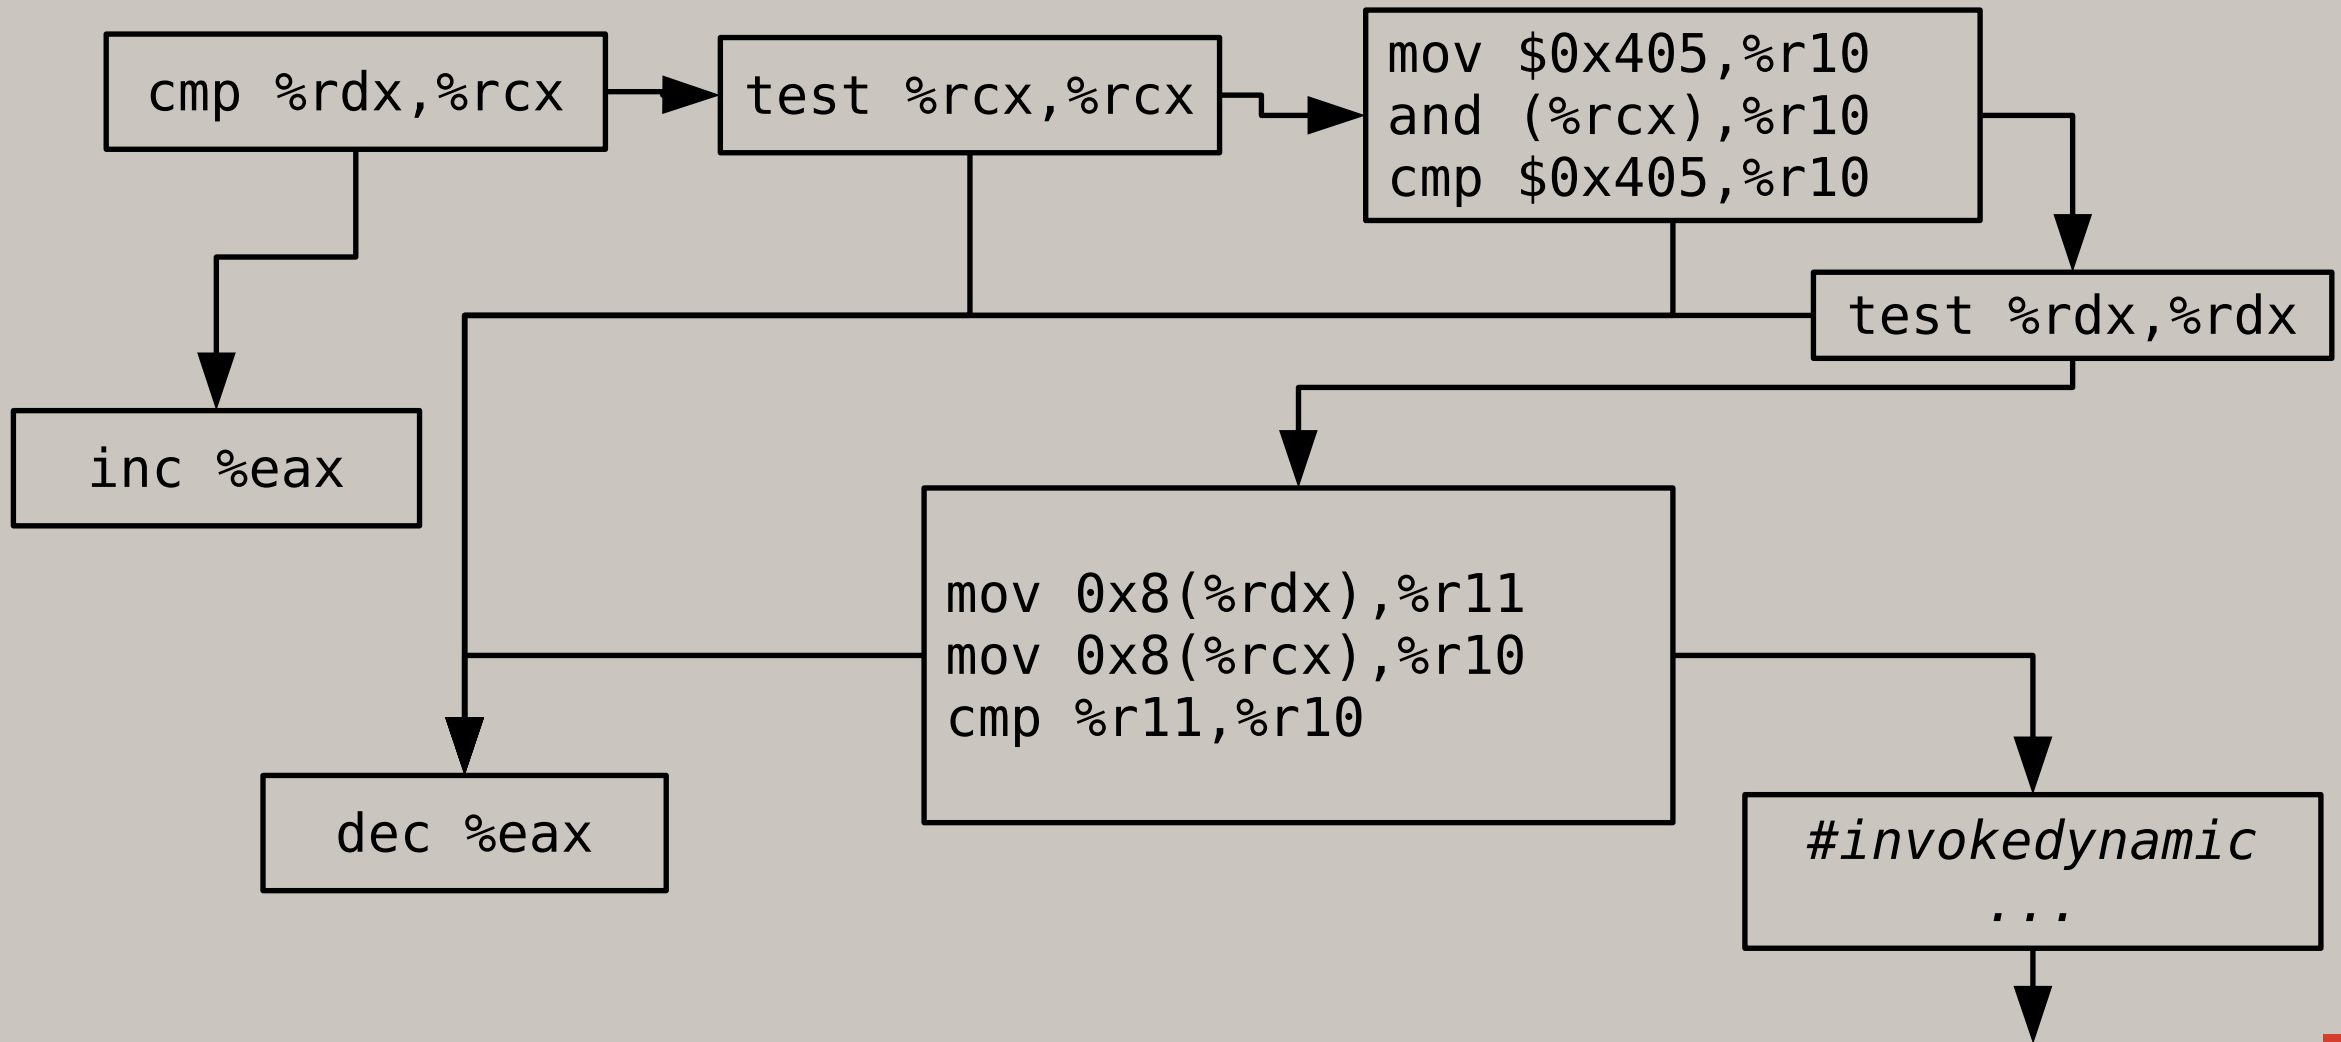 cmp %rdx,%rcx
test %rcx,%rcx
mov $0x405,%r10
and (%rcx),%r10
cmp $0x405,%r10
test %rdx,%rdx
inc %eax
mov 0x8(%rdx),%r11
mov 0x8(%rcx),%r10
cmp %r11,%r10
dec %eax
#invokedynamic
...